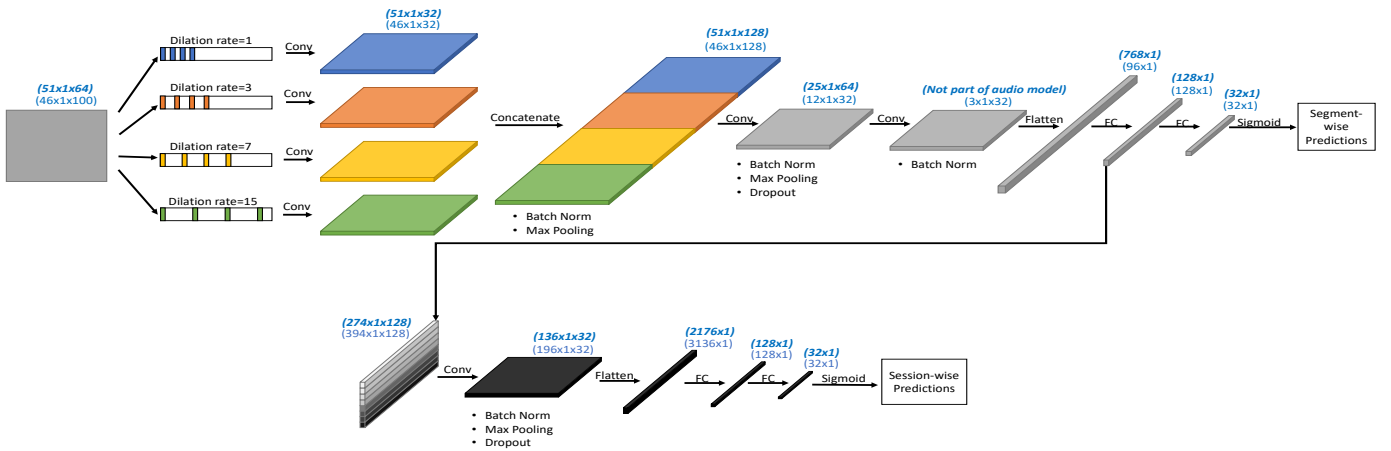 (51x1x64)
(46x1x100)
Dilation rate=1
Conv
Dilation rate=3
Conv
Dilation rate=7
Conv
Dilation rate=15
Conv
(51x1x32)
(46x1x32)
Concatenate
(51x1x128)
(46x1x128)
• Batch Norm
• Max Pooling
Conv
(25x1x64)
(12x1x32)
• Batch Norm
• Max Pooling
• Dropout
Conv
(Not part of audio model)
(3x1x32)
• Batch Norm
Flatten
(768x1)
(96x1)
FC
(128x1)
(128x1)
FC
(32x1)
(32x1)
Sigmoid
Segment-
wise
Predictions
(274x1x128)
(394x1x128)
Conv
(136x1x32)
(196x1x32)
• Batch Norm
• Max Pooling
• Dropout
Flatten
(2176x1)
(3136x1)
FC
(128x1)
(128x1)
FC
(32x1)
(32x1)
Sigmoid
Session-wise
Predictions